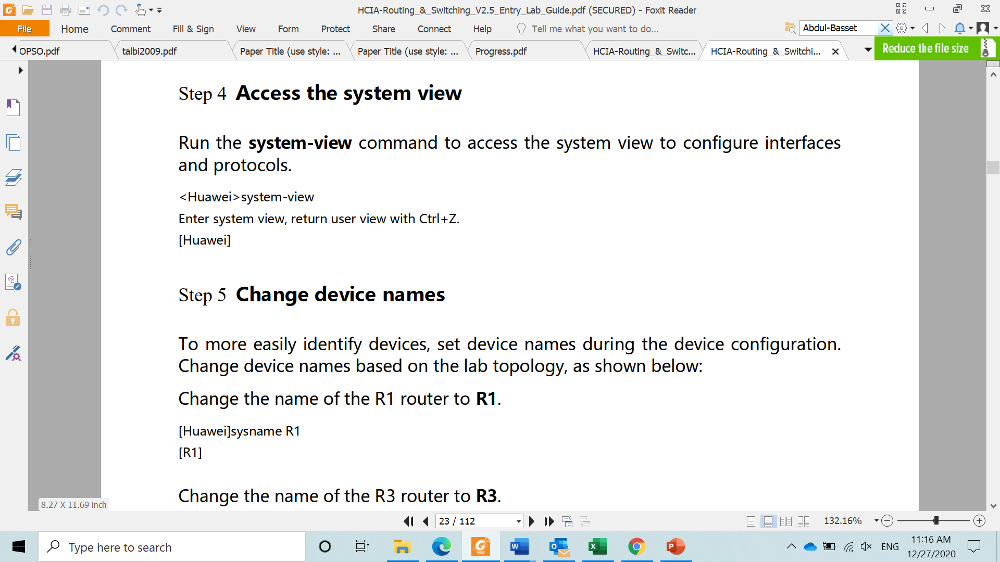 HCIA-Routing_&_Switching_V2.5_Entry_Lab_Guide.pdf (SECURED) - Foxit Reader
File Home Comment Fill & Sign View Form Protect Share Connect Help Tell me what you want to do... Abdul-Basset
OPSO.pdf talbi2009.pdf Paper Title (use style: ... Paper Title (use style: ... Progress.pdf HCIA-Routing_&_Switc... HCIA-Routing_&_Switchi... Reduce the file size
Step 4 Access the system view
Run the system-view command to access the system view to configure interfaces
and protocols.
<Huawei>system-view
Enter system view, return user view with Ctrl+Z.
[Huawei]
Step 5 Change device names
To more easily identify devices, set device names during the device configuration.
Change device names based on the lab topology, as shown below:
Change the name of the R1 router to R1.
[Huawei]sysname R1
[R1]
Change the name of the R3 router to R3.
8.27 X 11.69 inch
23 / 112 132.16%
Type here to search
ENG
11:16 AM
12/27/2020